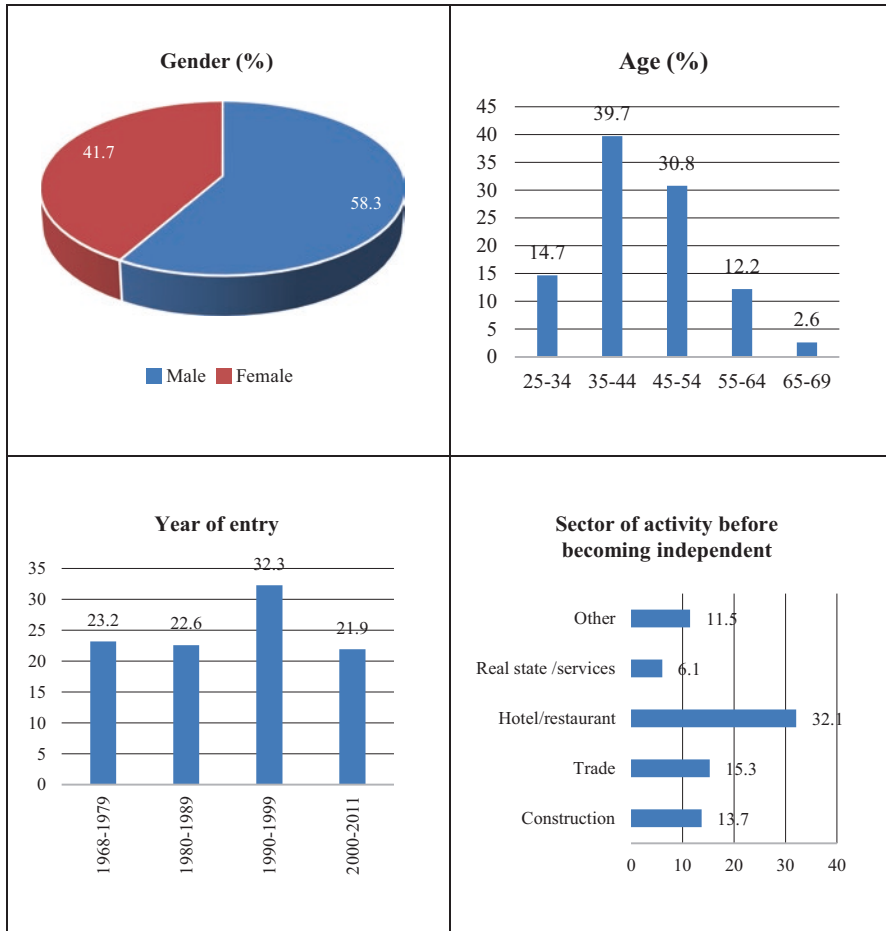 Gender (%)
41.7
58.3
Male Female
Age (%)
45
40
35
30
25
20
15
10
5
0
14.7
39.7
30.8
12.2
2.6
25-34 35-44 45-54 55-64 65-69
Year of entry
35
30
25
20
15
10
5
0
23.2
22.6
32.3
21.9
1968-1979
1980-1989
1990-1999
2000-2011
Sector of activity before
becoming independent
Other 11.5
Real state /services 6.1
Hotel/restaurant 32.1
Trade 15.3
Construction 13.7
0 10 20 30 40